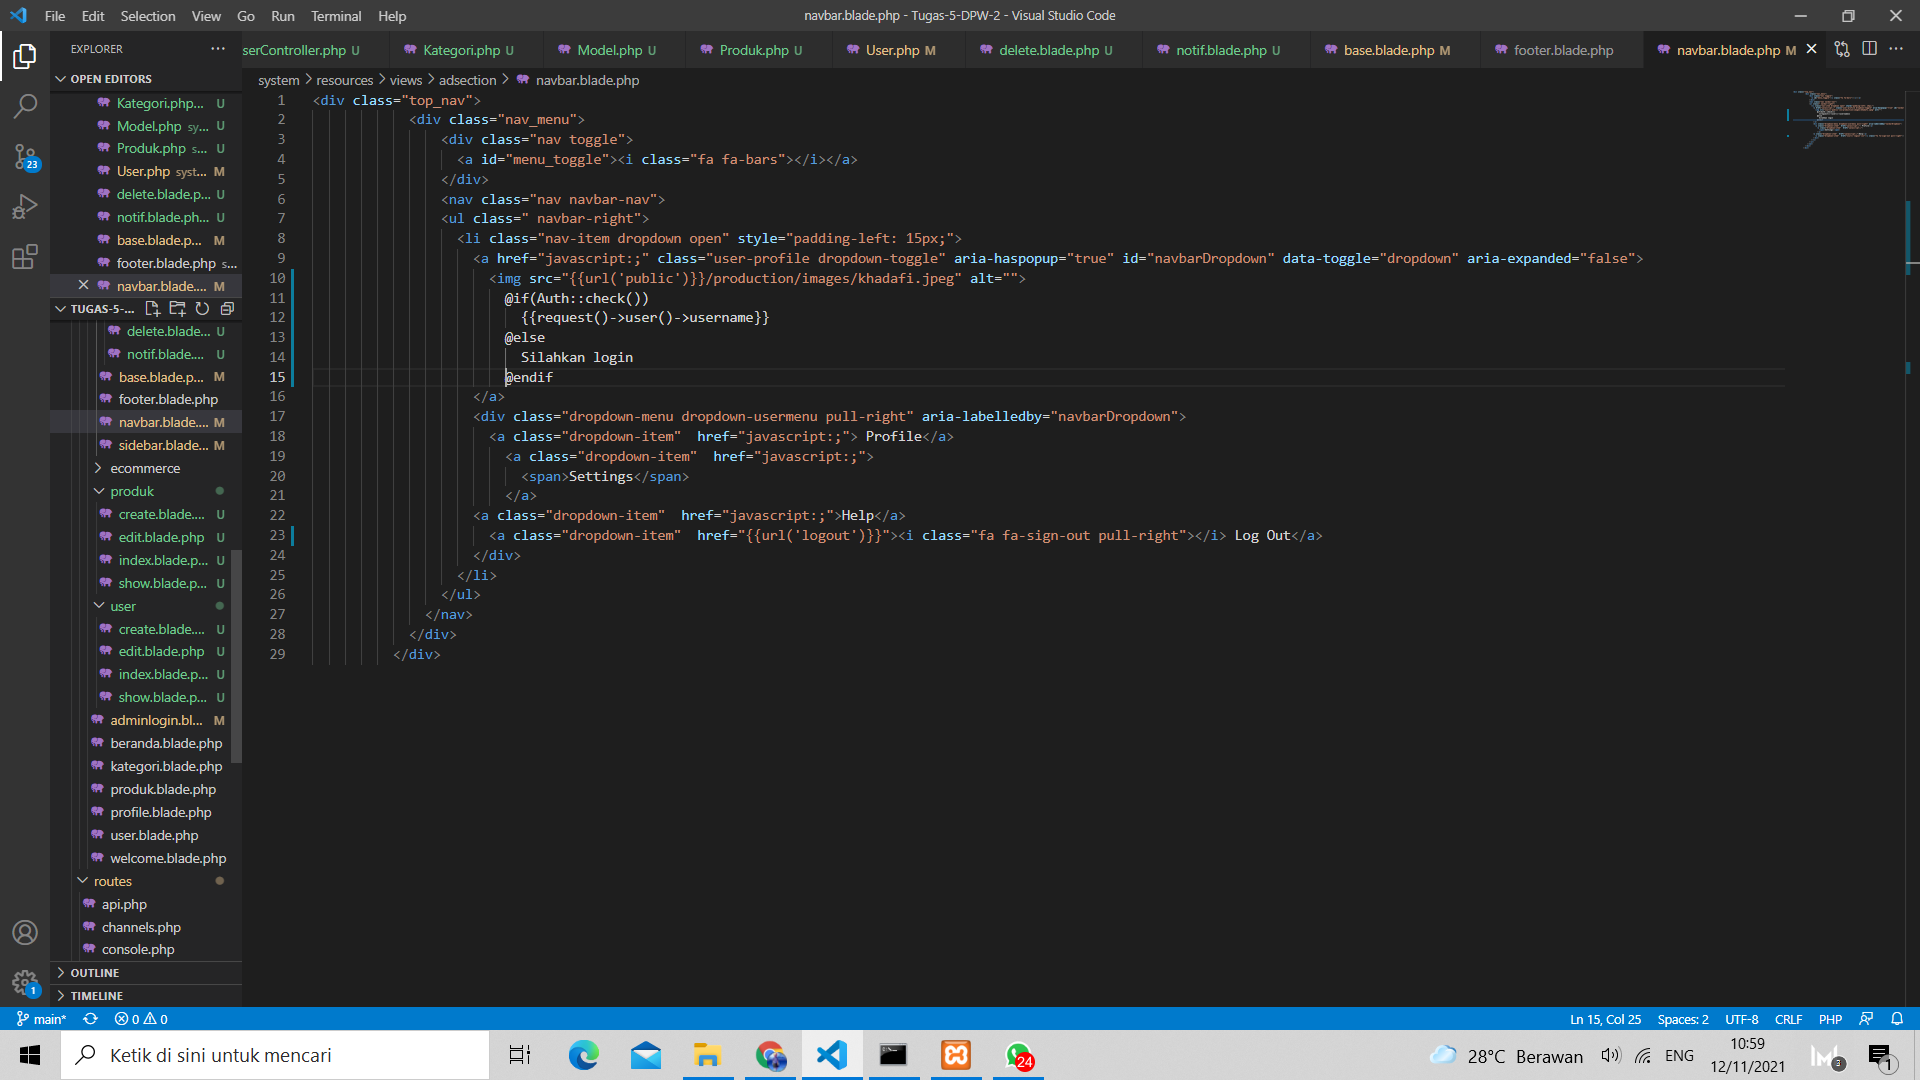 File Edit Selection View Go Run Terminal Help
navbar.blade.php - Tugas-5-DPW-2 - Visual Studio Code
EXPLORER
serController.php U
Kategori.php U
Model.php U
Produk.php U
User.php M
delete.blade.php U
notif.blade.php U
base.blade.php M
footer.blade.php
navbar.blade.php M
OPEN EDITORS
Kategori.php... U
Model.php sy... U
Produk.php s... U
User.php syst... M
delete.blade.p... U
notif.blade.ph... U
base.blade.p... M
footer.blade.php s...
navbar.blade.... M
TUGAS-5-...
delete.blade... U
notif.blade.... U
base.blade.p... M
footer.blade.php
navbar.blade.... M
sidebar.blade... M
ecommerce
produk
create.blade.... U
edit.blade.php U
index.blade.p... U
show.blade.p... U
user
create.blade.... U
edit.blade.php U
index.blade.p... U
show.blade.p... U
adminlogin.bl... M
beranda.blade.php
kategori.blade.php
produk.blade.php
profile.blade.php
user.blade.php
welcome.blade.php
routes
api.php
channels.php
console.php
OUTLINE
TIMELINE
23
1
system > resources > views > adsection > navbar.blade.php
1 <div class="top_nav">
2 <div class="nav_menu">
3 <div class="nav toggle">
4 <a id="menu_toggle"><i class="fa fa-bars"></i></a>
5 </div>
6 <nav class="nav navbar-nav">
7 <ul class=" navbar-right">
8 <li class="nav-item dropdown open" style="padding-left: 15px;">
9 <a href="javascript:;" class="user-profile dropdown-toggle" aria-haspopup="true" id="navbarDropdown" data-toggle="dropdown" aria-expanded="false">
10 <img src="{{url('public')}}/production/images/khadafi.jpeg" alt="">
11 @if(Auth::check())
12 {{request()->user()->username}}
13 @else
14 Silahkan login
15 @endif
16 </a>
17 <div class="dropdown-menu dropdown-usermenu pull-right" aria-labelledby="navbarDropdown">
18 <a class="dropdown-item"  href="javascript:;"> Profile</a>
19 <a class="dropdown-item"  href="javascript:;">
20 <span>Settings</span>
21 </a>
22 <a class="dropdown-item"  href="javascript:;">Help</a>
23 <a class="dropdown-item"  href="{{url('logout')}}"><i class="fa fa-sign-out pull-right"></i> Log Out</a>
24 </div>
25 </li>
26 </ul>
27 </nav>
28 </div>
29 </div>
main* 0 0
Ln 15, Col 25 Spaces: 2 UTF-8 CRLF PHP
Ketik di sini untuk mencari
24
28°C Berawan
ENG
10:59
12/11/2021
3
1